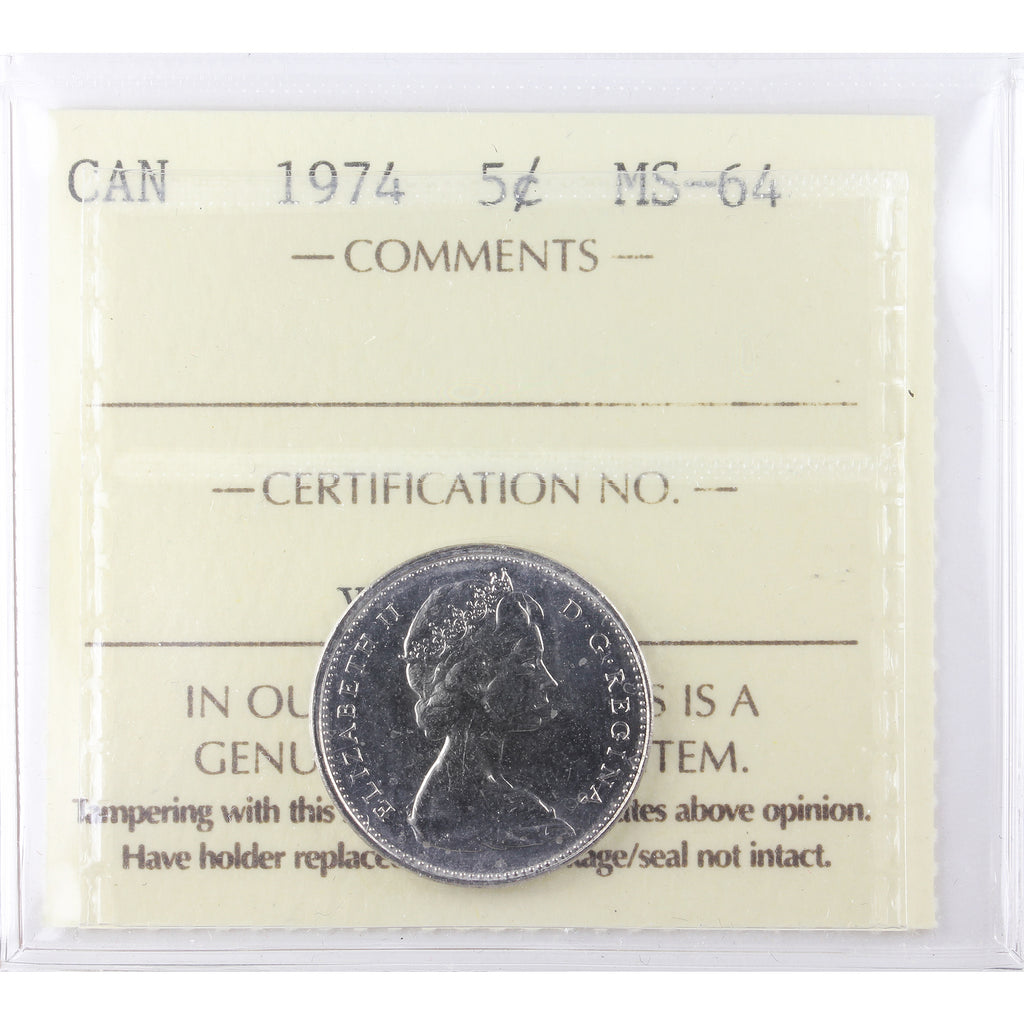 CAN 1974 5¢ MS-64
— COMMENTS —
— CERTIFICATION NO. —
IN OU S IS A
GENU TEM.
Tampering with this tes above opinion.
Have holder replace age/seal not intact.
ELIZABETH II D·G·REGINA